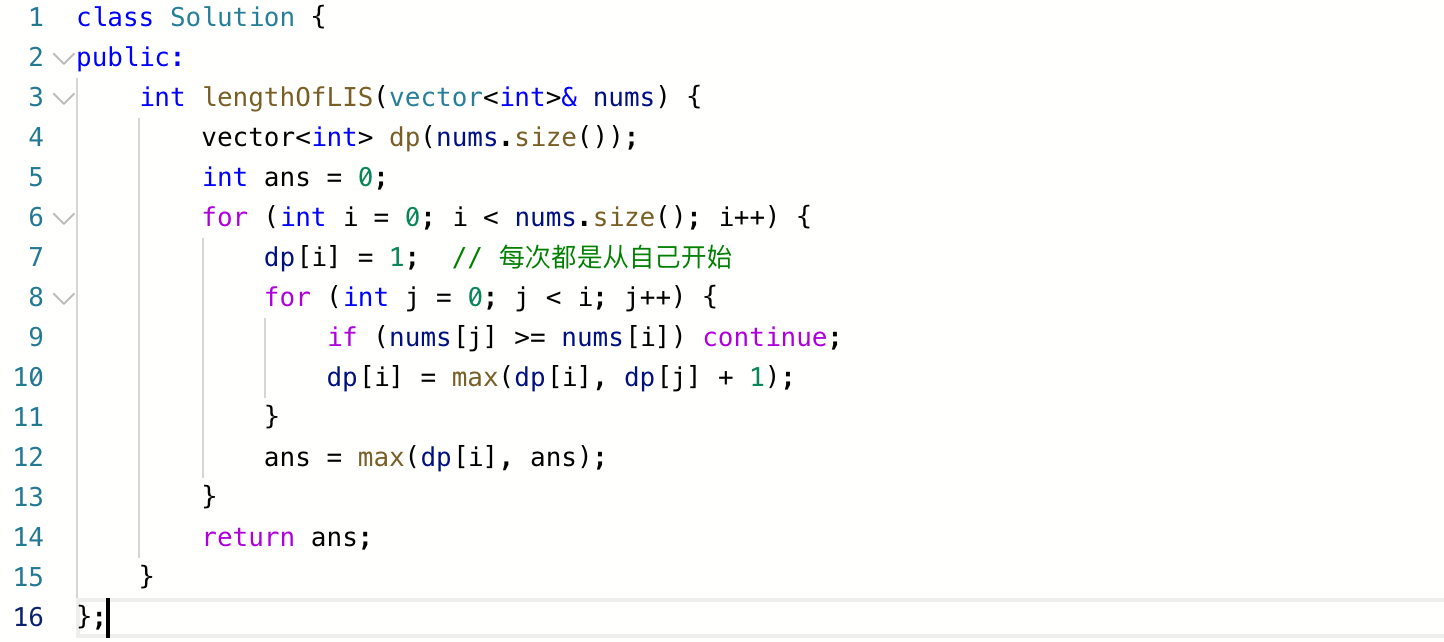 1 class Solution {
2 public:
3     int lengthOfLIS(vector<int>& nums) {
4         vector<int> dp(nums.size());
5         int ans = 0;
6         for (int i = 0; i < nums.size(); i++) {
7             dp[i] = 1;  // 每次都是从自己开始
8             for (int j = 0; j < i; j++) {
9                 if (nums[j] >= nums[i]) continue;
10                 dp[i] = max(dp[i], dp[j] + 1);
11             }
12             ans = max(dp[i], ans);
13         }
14         return ans;
15     }
16 };